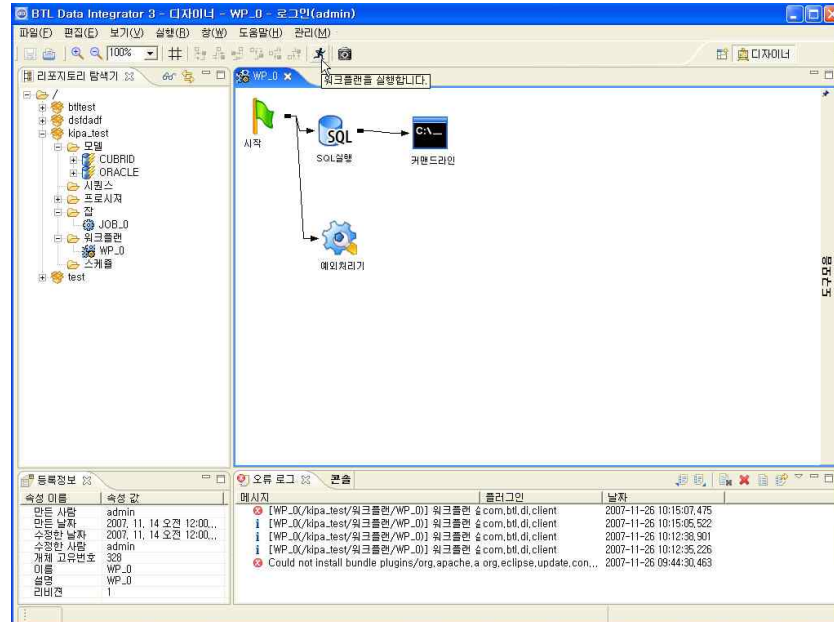 BTL Data Integrator 3 - 디자이너 - WP_0 - 로그인(admin)
파일(F) 편집(E) 보기(V) 실행(R) 창(W) 도움말(H) 관리(M)
100%
디자이너
리포지토리 탐색기
WP_0
워크플랜를 실행합니다.
/
btltest
dsfdadf
kipa_test
모델
CUBRID
ORACLE
시퀀스
프로시져
잡
JOB_0
워크플랜
WP_0
스케쥴
test
시작
SQL
SQL실행
C:\_
커맨드라인
예외처리기
도구모음
등록정보
속성 이름 속성 값
만든 사람 admin
만든 날짜 2007, 11, 14 오전 12:00...
수정한 날짜 2007, 11, 14 오전 12:00...
수정한 사람 admin
개체 고유번호 328
이름 WP_0
설명 WP_0
리비젼 1
오류 로그 콘솔
메시지 플러그인 날짜
[WP_0(/kipa_test/워크플랜/WP_0)] 워크플랜 com,btl,di,client 2007-11-26 10:15:07,475
[WP_0(/kipa_test/워크플랜/WP_0)] 워크플랜 com,btl,di,client 2007-11-26 10:15:05,522
[WP_0(/kipa_test/워크플랜/WP_0)] 워크플랜 com,btl,di,client 2007-11-26 10:12:38,901
[WP_0(/kipa_test/워크플랜/WP_0)] 워크플랜 com,btl,di,client 2007-11-26 10:12:35,226
Could not install bundle plugins/org,apache,a org,eclipse,update,con... 2007-11-26 09:44:30,463